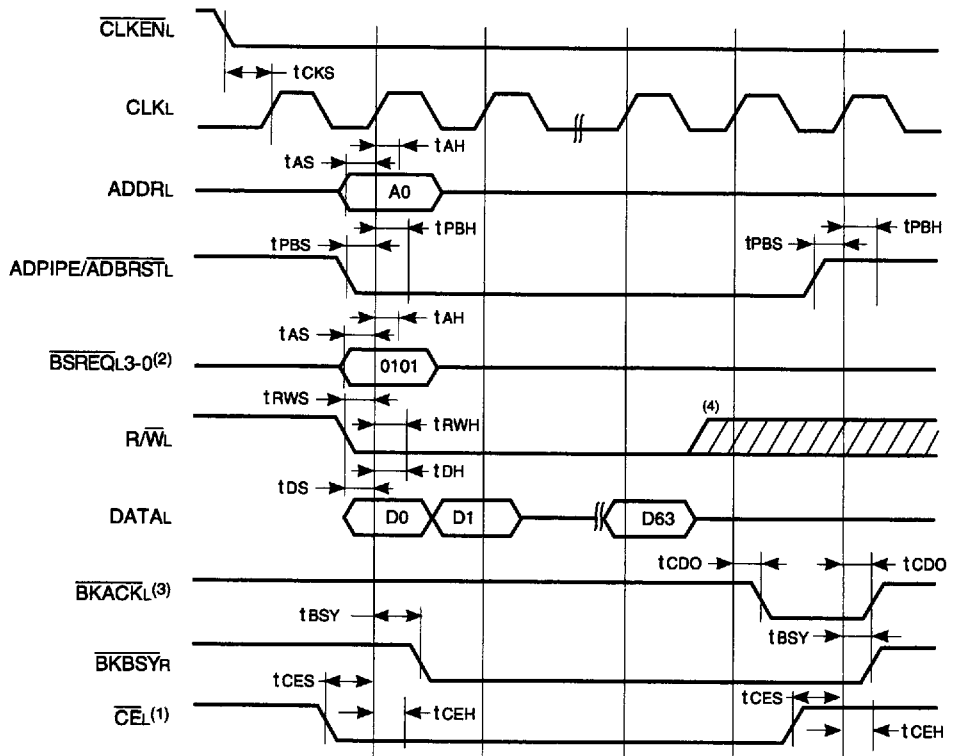 CLKENL
tCKS
CLKL
tAH
tAS
ADDRL
A0
tPBH
tPBH
tPBS
tPBS
ADPIPE/ADBRSTL
tAH
tAS
BSREQL3-0(2)
0101
tRWS
(4)
tRWH
R/WL
tDH
tDS
DATAL
D0
D1
D63
tCDO
tCDO
BKACKL(3)
tBSY
tBSY
BKBSYR
tCES
tCES
CEL(1)
tCEH
tCEH